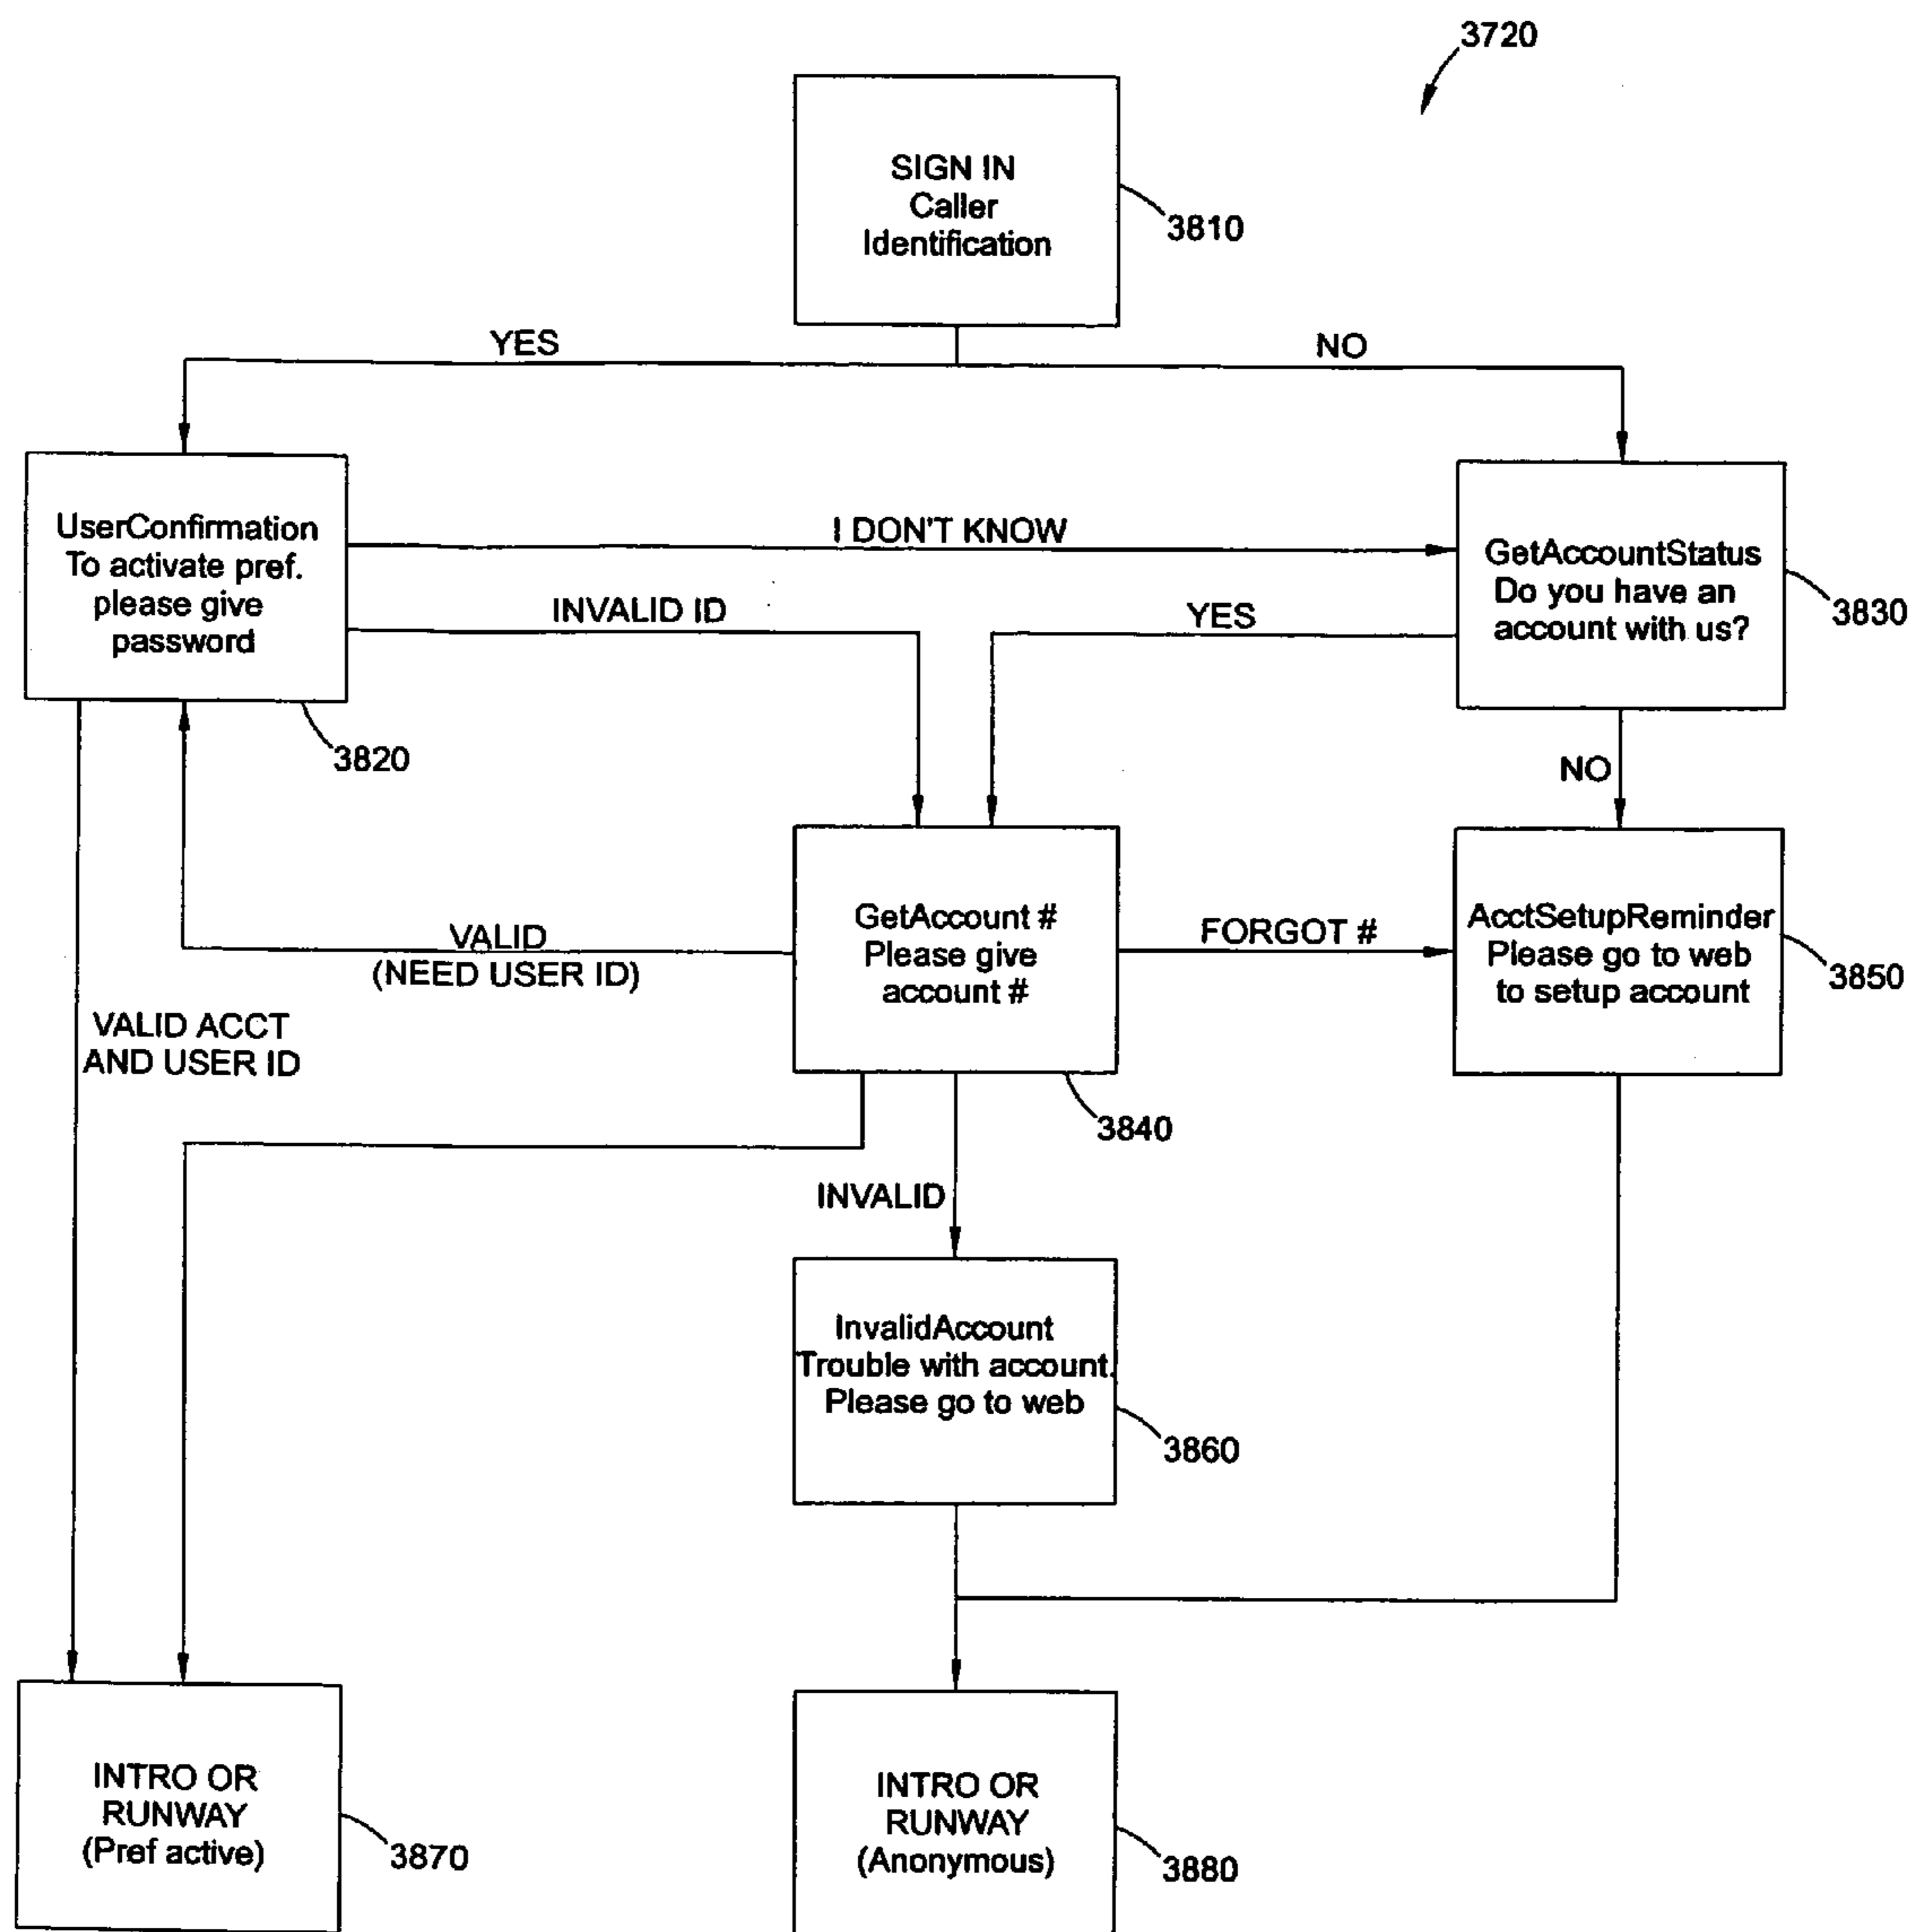 3720
SIGN IN
Caller
Identification
3810
YES
NO
UserConfirmation
To activate pref.
please give
password
3820
I DON'T KNOW
INVALID ID
YES
GetAccountStatus
Do you have an
account with us?
3830
NO
VALID
(NEED USER ID)
GetAccount #
Please give
account #
3840
FORGOT #
AcctSetupReminder
Please go to web
to setup account
3850
VALID ACCT
AND USER ID
INVALID
InvalidAccount
Trouble with account.
Please go to web
3860
INTRO OR
RUNWAY
(Pref active)
3870
INTRO OR
RUNWAY
(Anonymous)
3880